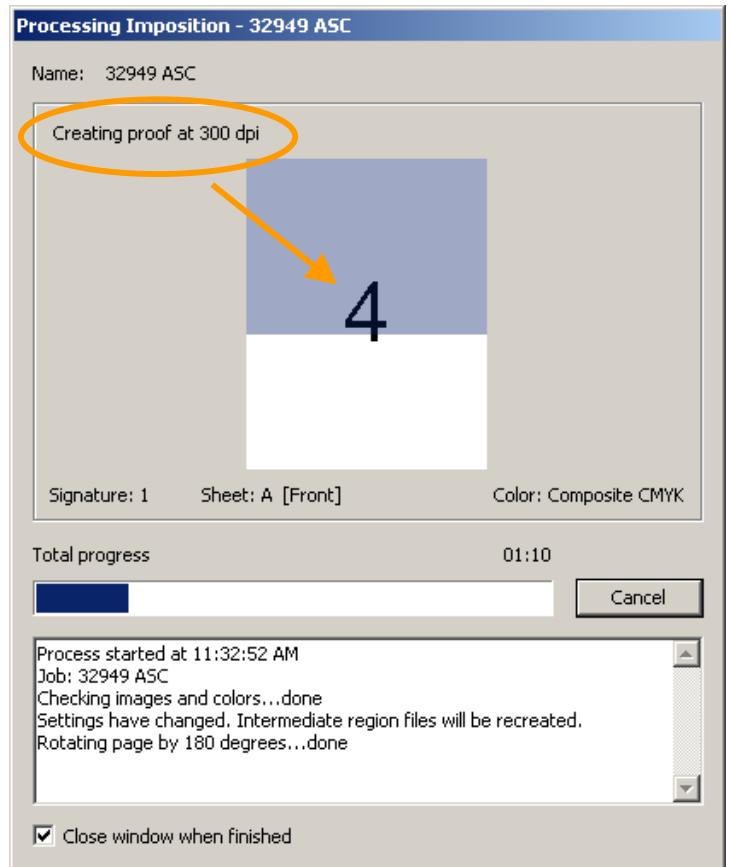 Processing Imposition - 32949 ASC
Name: 32949 ASC
Creating proof at 300 dpi
4
Signature: 1 Sheet: A [Front] Color: Composite CMYK
Total progress 01:10
Cancel
Process started at 11:32:52 AM
Job: 32949 ASC
Checking images and colors...done
Settings have changed. Intermediate region files will be recreated.
Rotating page by 180 degrees...done
Close window when finished